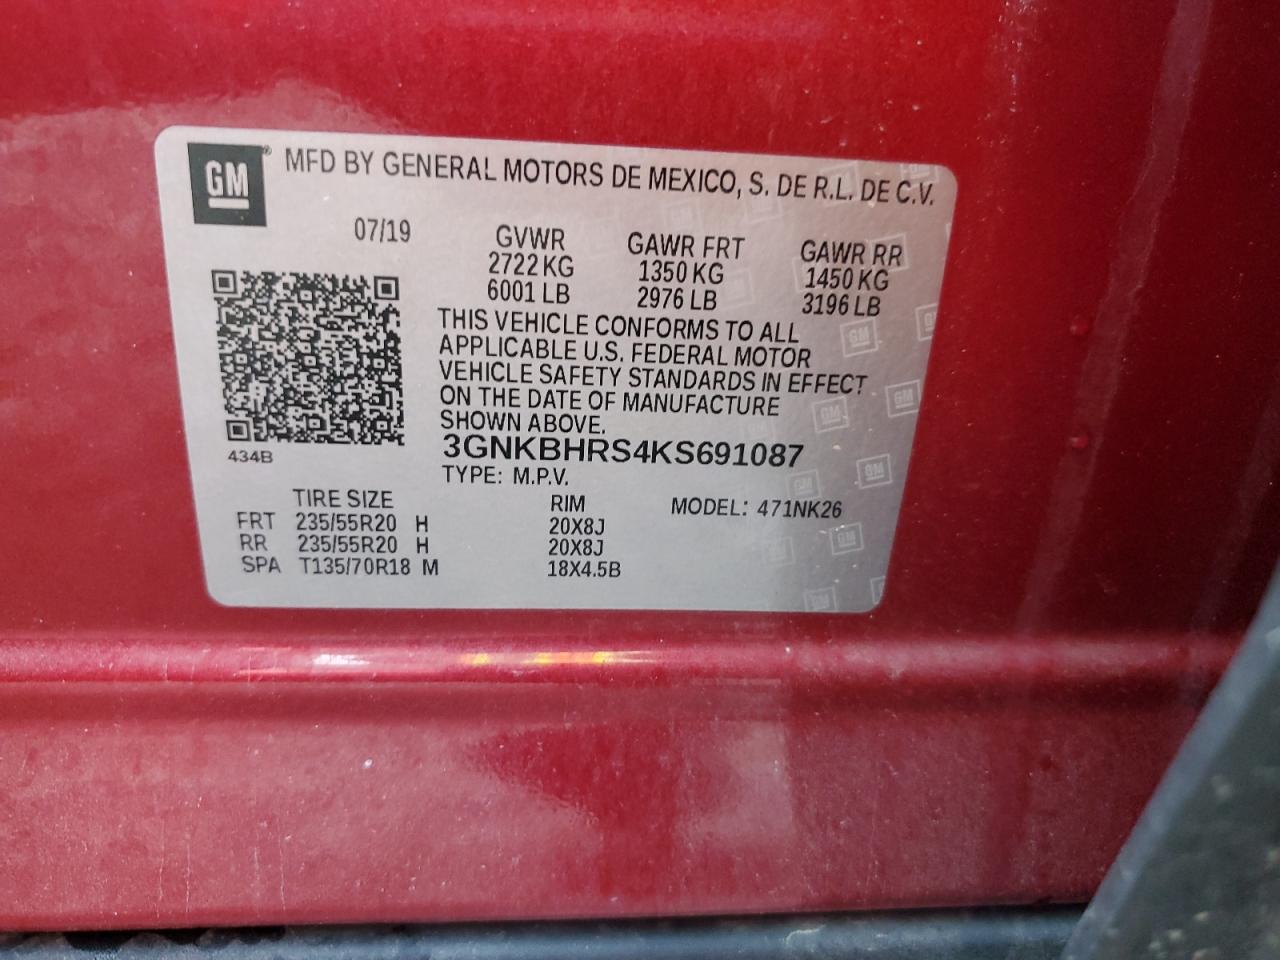 GM® MFD BY GENERAL MOTORS DE MEXICO, S. DE R.L. DE C.V.
07/19 GVWR GAWR FRT GAWR RR
2722 KG 1350 KG 1450 KG
6001 LB 2976 LB 3196 LB
THIS VEHICLE CONFORMS TO ALL
APPLICABLE U.S. FEDERAL MOTOR
VEHICLE SAFETY STANDARDS IN EFFECT
ON THE DATE OF MANUFACTURE
SHOWN ABOVE.
3GNKBHRS4KS691087
434B
TYPE: M.P.V.
TIRE SIZE RIM MODEL: 471NK26
FRT 235/55R20 H 20X8J
RR 235/55R20 H 20X8J
SPA T135/70R18 M 18X4.5B